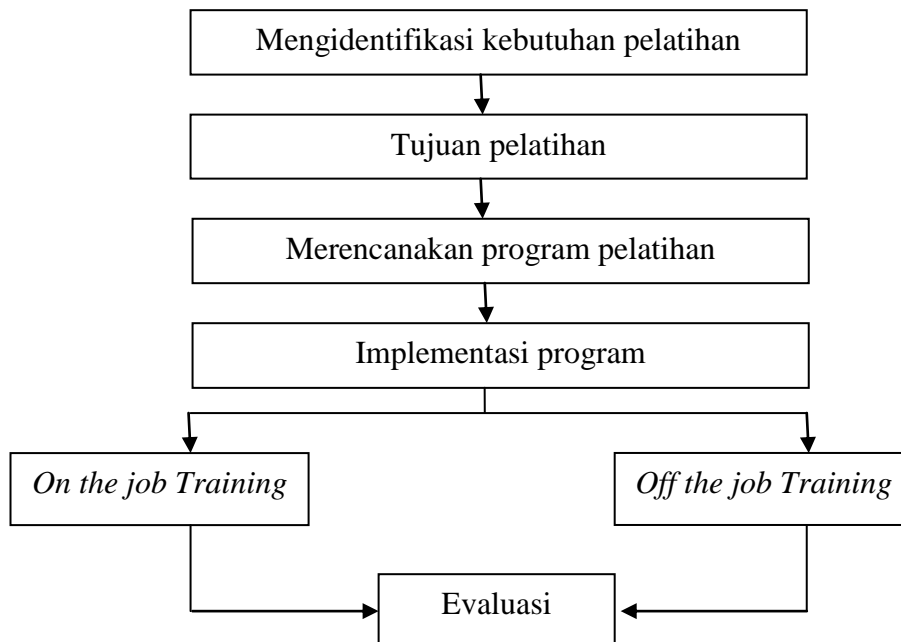 Mengidentifikasi kebutuhan pelatihan
Tujuan pelatihan
Merencanakan program pelatihan
Implementasi program
On the job Training
Off the job Training
Evaluasi